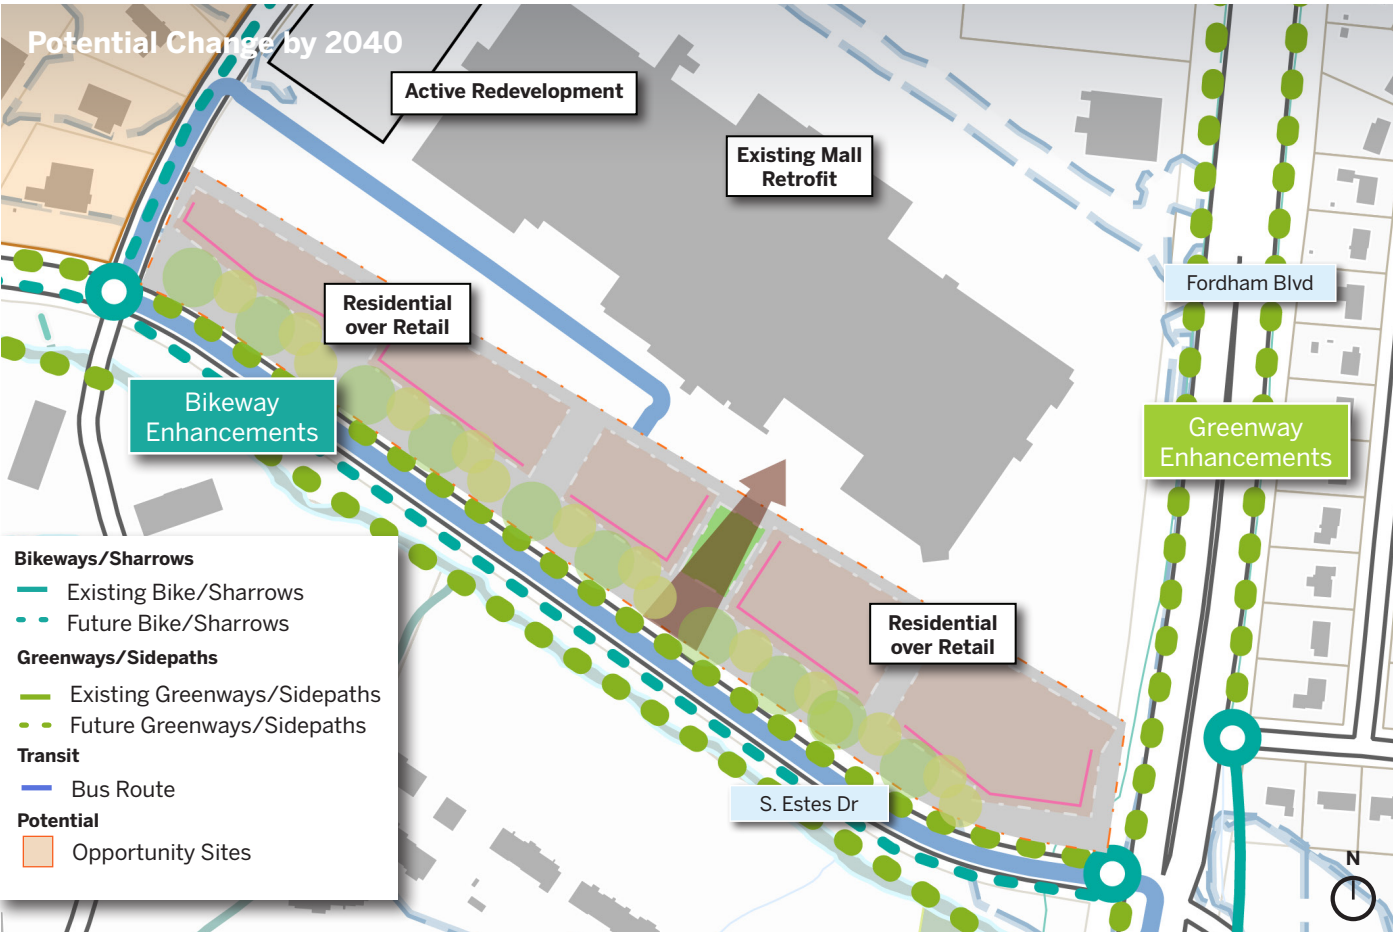 Potential Change by 2040
Active Redevelopment
Existing Mall
Retrofit
Fordham Blvd
Residential
over Retail
Bikeway
Enhancements
Greenway
Enhancements
Bikeways/Sharrows
Existing Bike/Sharrows
Future Bike/Sharrows
Greenways/Sidepaths
Existing Greenways/Sidepaths
Future Greenways/Sidepaths
Transit
Bus Route
Potential
Opportunity Sites
Residential
over Retail
S. Estes Dr
N